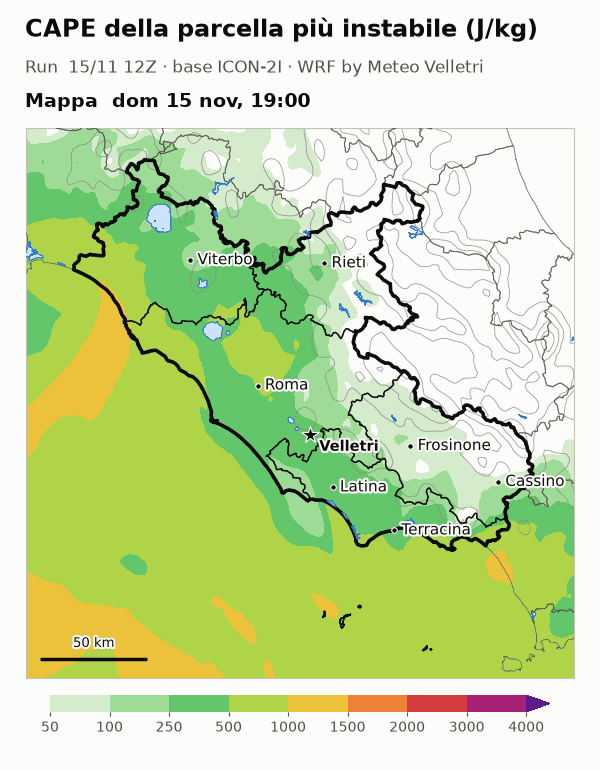 CAPE della parcella più instabile (J/kg)
Run  15/11 12Z · base ICON-2I · WRF by Meteo Velletri
Mappa  dom 15 nov, 19:00
Viterbo
Rieti
Roma
Velletri
Frosinone
Cassino
Latina
Terracina
50 km
50 100 250 500 1000 1500 2000 3000 4000